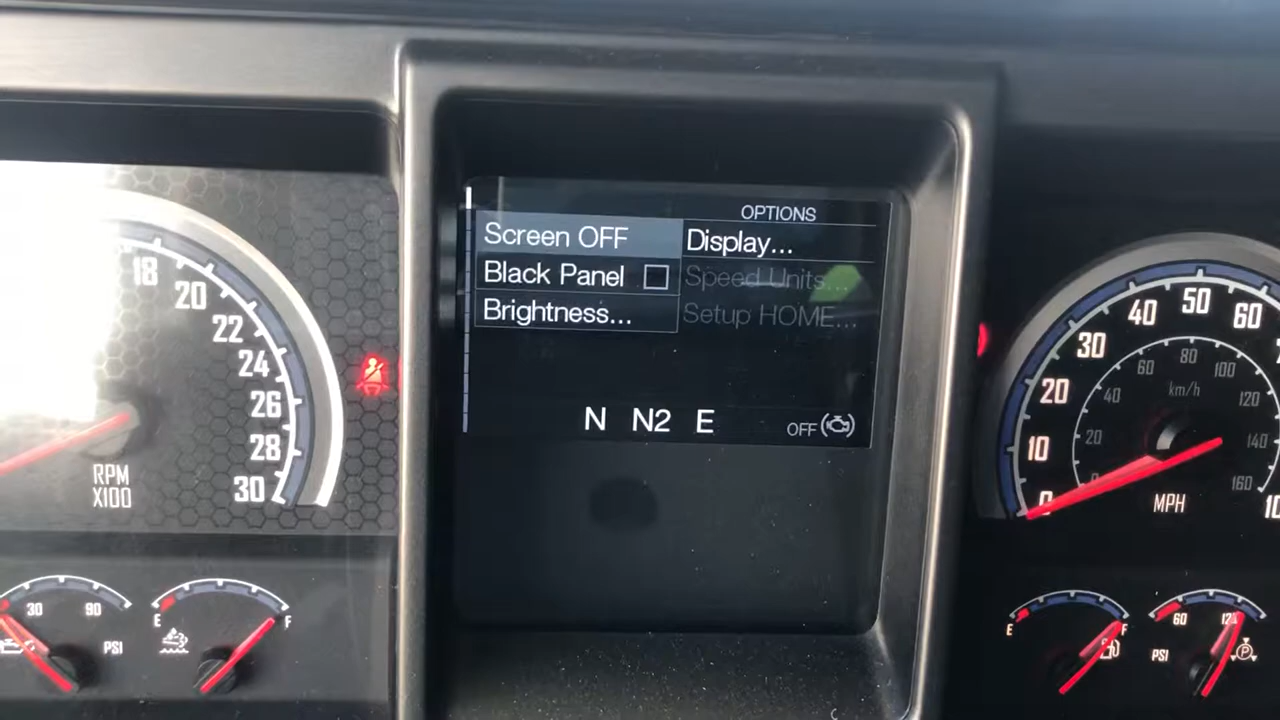 18
20
22
24
26
28
30
RPM
X100
30 90
PSI
E F
OPTIONS
Screen OFF
Black Panel
Brightness...
Display...
Speed Units...
Setup HOME...
N N2 E
OFF
0 10 20 30 40 50 60
20 40 60 80 100 120 140 160
km/h
MPH
E F
60 120
PSI
P